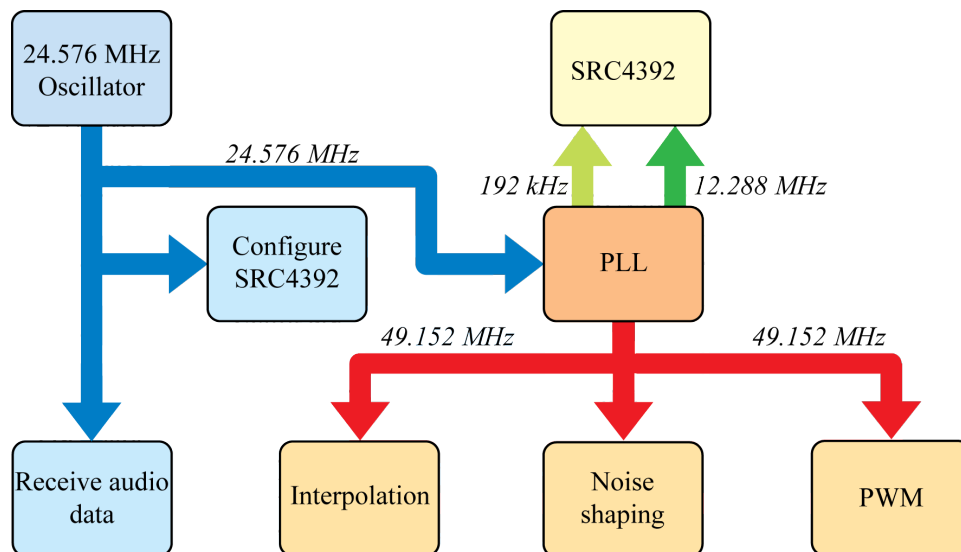 24.576 MHz
Oscillator
SRC4392
24.576 MHz
192 kHz
12.288 MHz
Configure
SRC4392
PLL
49.152 MHz
49.152 MHz
Receive audio
data
Interpolation
Noise
shaping
PWM